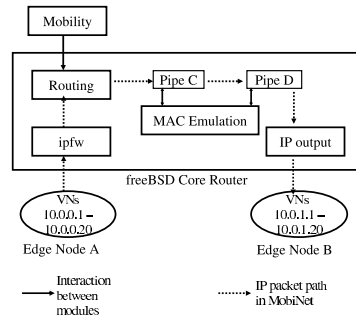 Mobility
Routing
Pipe C
Pipe D
MAC Emulation
ipfw
IP output
freeBSD Core Router
VNs
10.0.0.1 –
10.0.0.20
VNs
10.0.1.1 –
10.0.1.20
Edge Node A
Edge Node B
Interaction
between
modules
IP packet path
in MobiNet